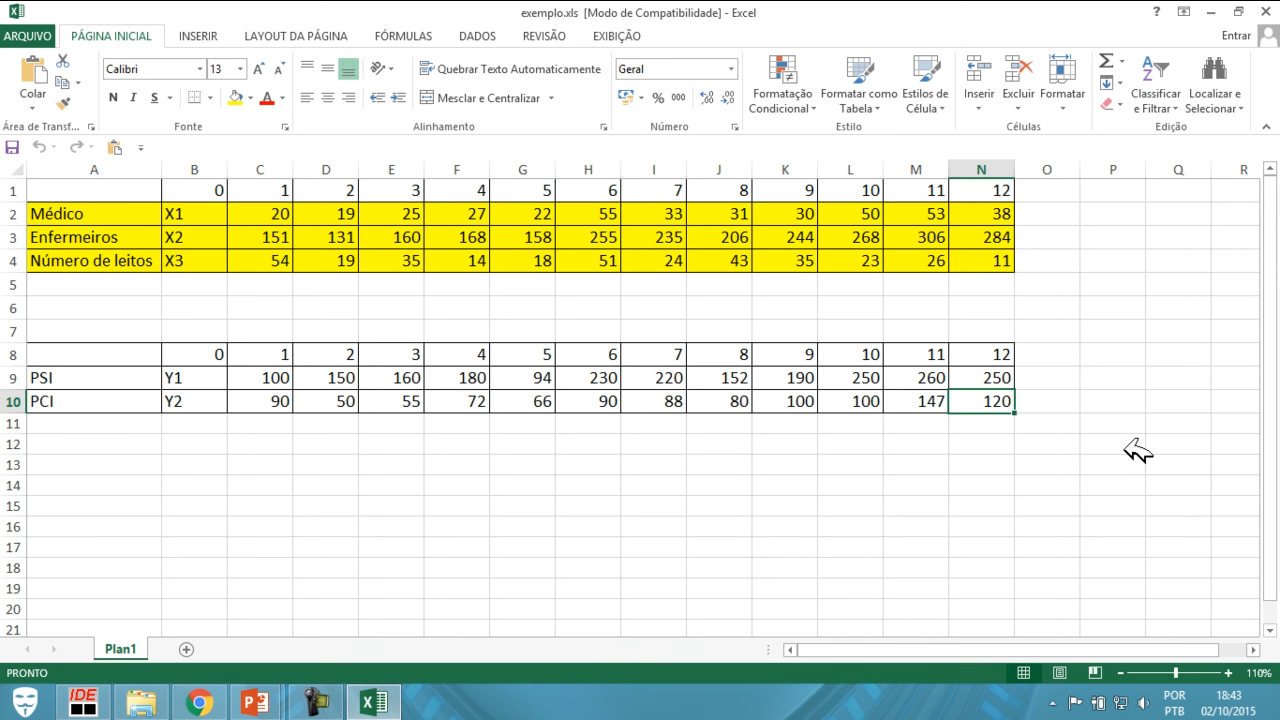 exemplo.xls [Modo de Compatibilidade] - Excel
?
ARQUIVO PÁGINA INICIAL INSERIR LAYOUT DA PÁGINA FÓRMULAS DADOS REVISÃO EXIBIÇÃO Entrar
Colar
Calibri 13 A A
N I S A
Quebrar Texto Automaticamente
Mesclar e Centralizar
Geral
% 000
Formatação Condicional
Formatar como Tabela
Estilos de Célula
Inserir Excluir Formatar
Classificar e Filtrar
Localizar e Selecionar
Área de Transf... Fonte Alinhamento Número Estilo Células Edição
A B C D E F G H I J K L M N O P Q R
1 0 1 2 3 4 5 6 7 8 9 10 11 12
2 Médico X1 20 19 25 27 22 55 33 31 30 50 53 38
3 Enfermeiros X2 151 131 160 168 158 255 235 206 244 268 306 284
4 Número de leitos X3 54 19 35 14 18 51 24 43 35 23 26 11
5
6
7
8 0 1 2 3 4 5 6 7 8 9 10 11 12
9 PSI Y1 100 150 160 180 94 230 220 152 190 250 260 250
10 PCI Y2 90 50 55 72 66 90 88 80 100 100 147 120
11
12
13
14
15
16
17
18
19
20
21
Plan1
PRONTO 110%
IDE
POR 18:43
PTB 02/10/2015